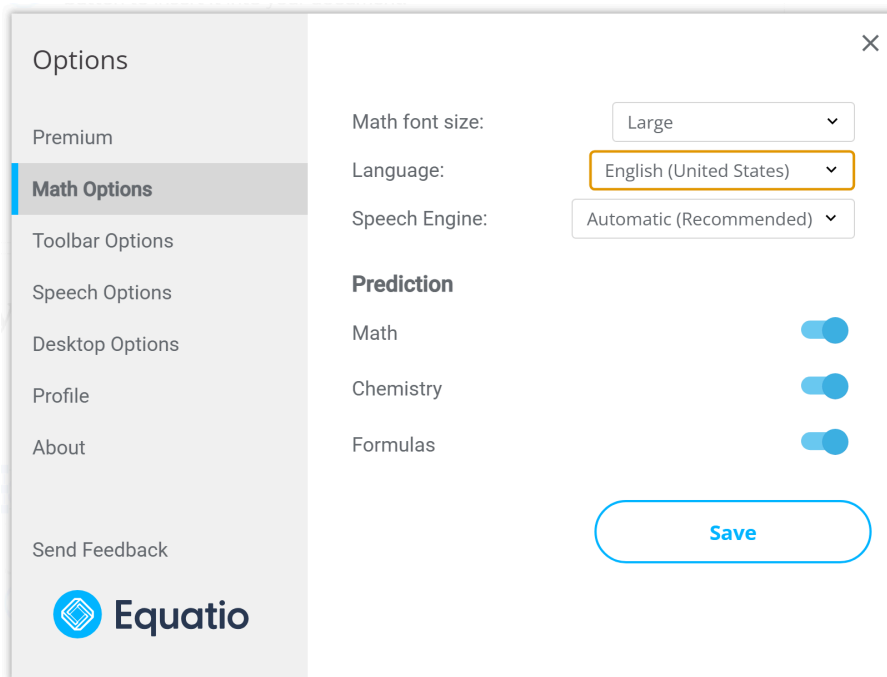 Options
Premium
Math Options
Toolbar Options
Speech Options
Desktop Options
Profile
About
Send Feedback
Equatio
Math font size: Large
Language: English (United States)
Speech Engine: Automatic (Recommended)
Prediction
Math
Chemistry
Formulas
Save